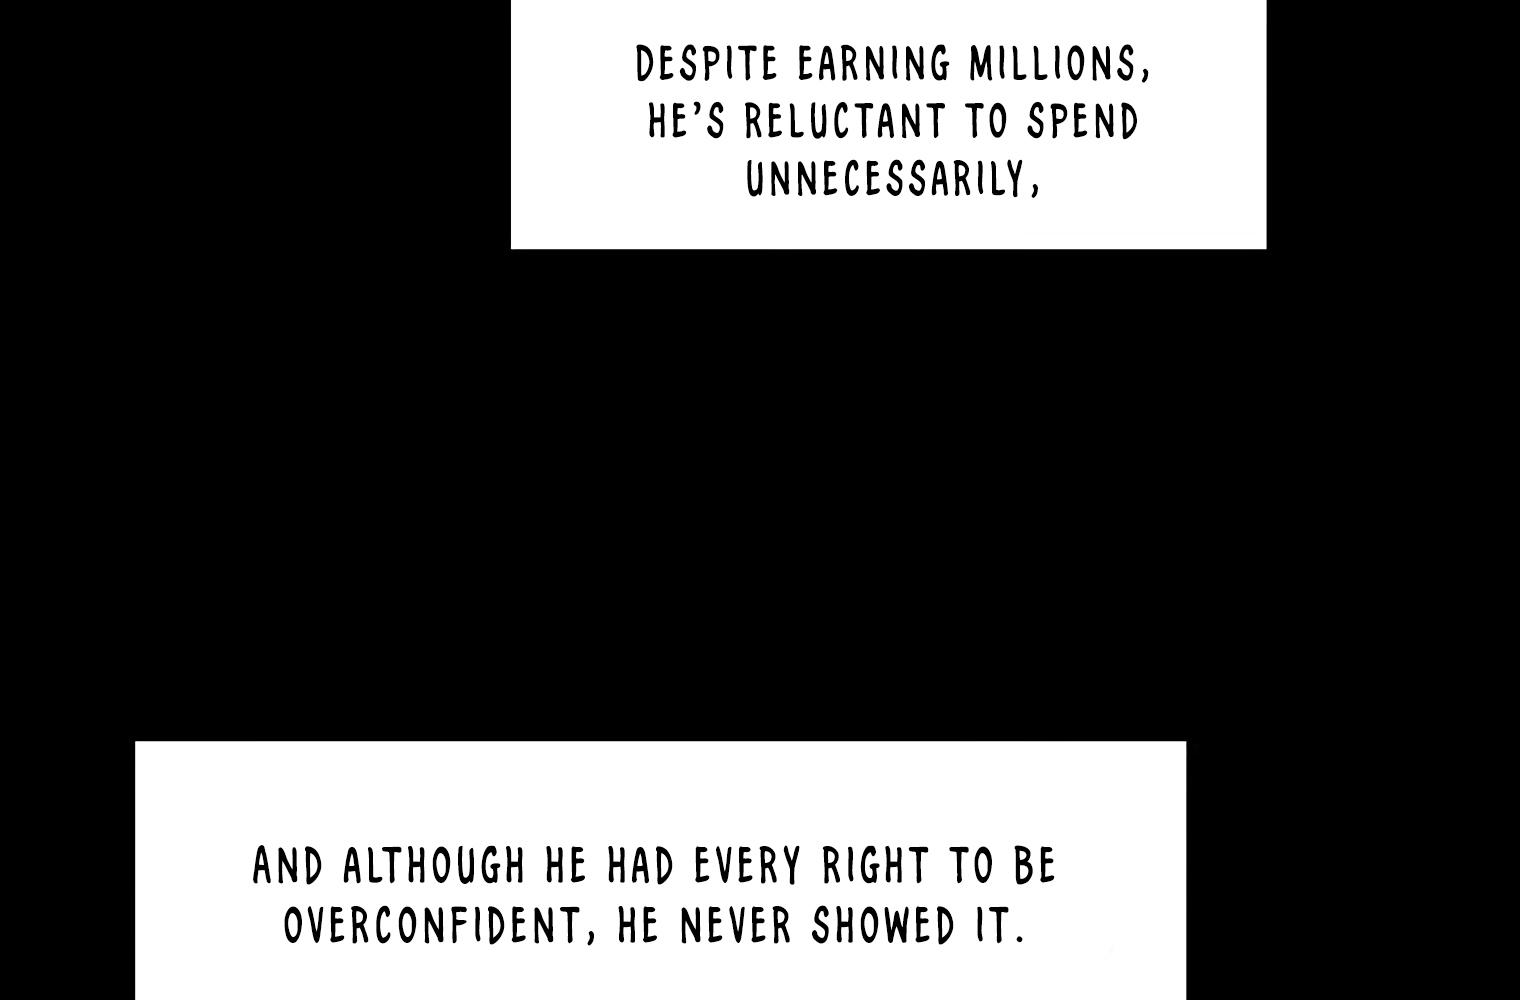 DESPITE EARNING MILLIONS,
HE'S RELUCTANT TO SPEND
UNNECESSARILY,
AND ALTHOUGH HE HAD EVERY RIGHT TO BE
OVERCONFIDENT, HE NEVER SHOWED IT.